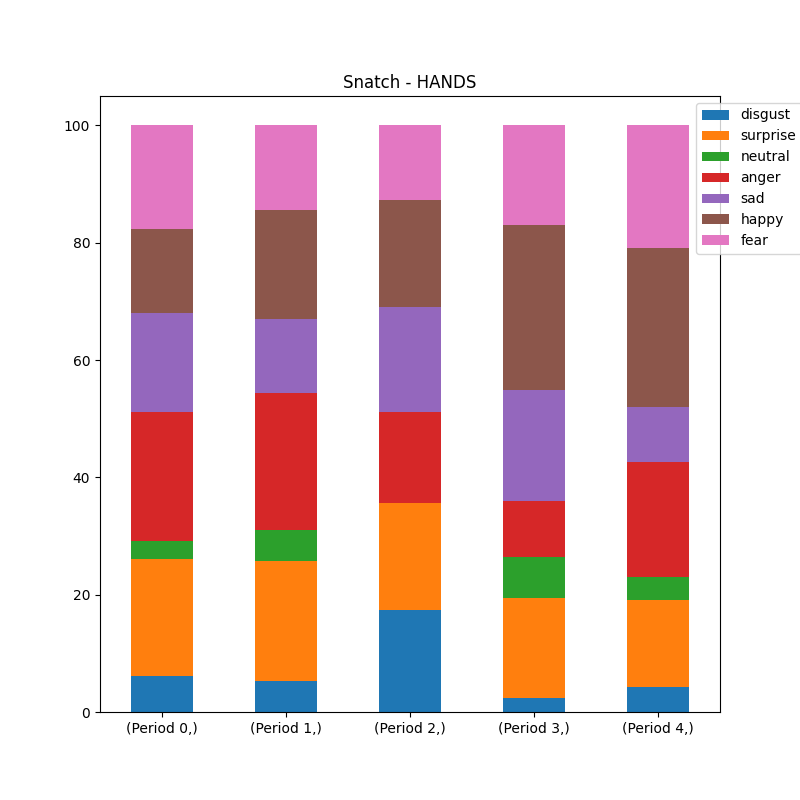 Snatch - HANDS
100
80
60
40
20
0
(Period 0,) (Period 1,) (Period 2,) (Period 3,) (Period 4,)
disgust
surprise
neutral
anger
sad
happy
fear